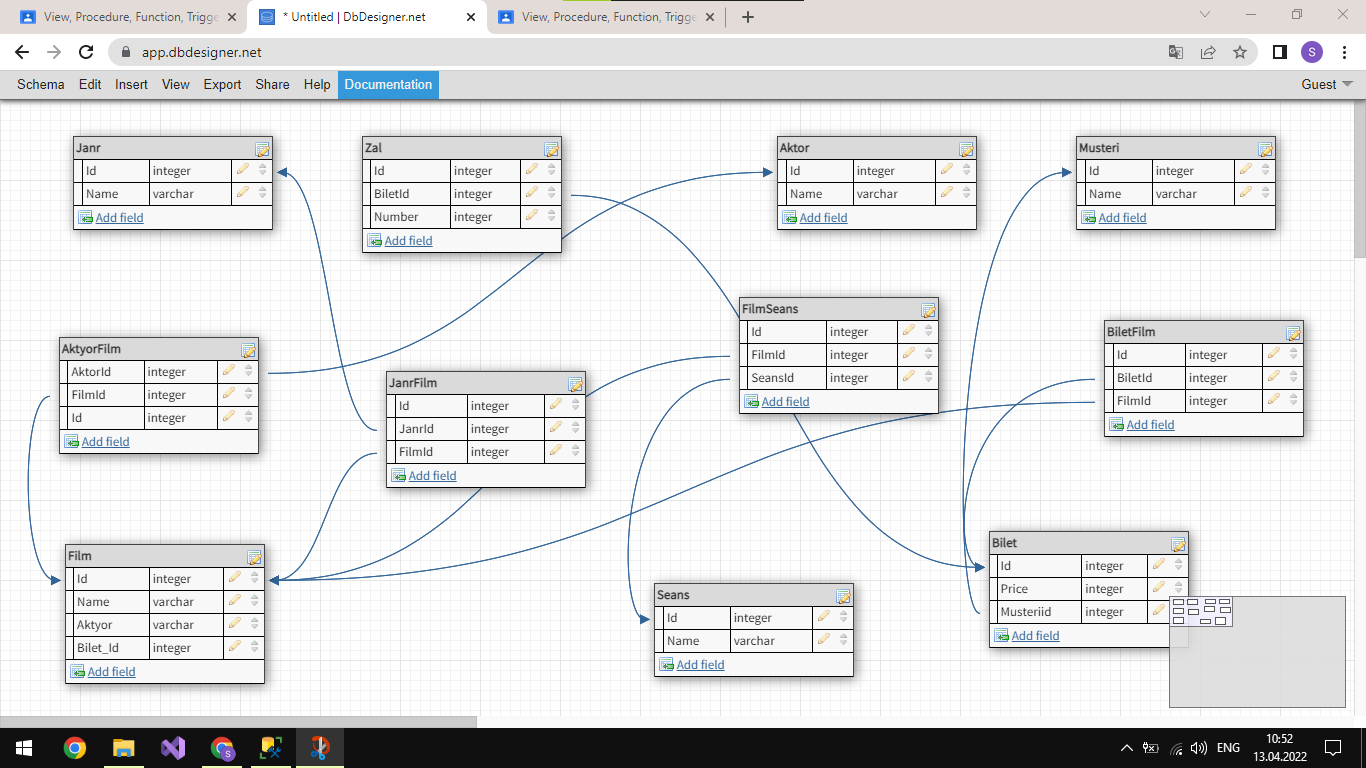 View, Procedure, Function, Trigge
* Untitled | DbDesigner.net
View, Procedure, Function, Trigge
app.dbdesigner.net
S
Schema Edit Insert View Export Share Help Documentation
Guest
Janr
Id integer
Name varchar
Add field
Zal
Id integer
BiletId integer
Number integer
Add field
Aktor
Id integer
Name varchar
Add field
Musteri
Id integer
Name varchar
Add field
FilmSeans
Id integer
FilmId integer
SeansId integer
Add field
BiletFilm
Id integer
BiletId integer
FilmId integer
Add field
AktyorFilm
AktorId integer
FilmId integer
Id integer
Add field
JanrFilm
Id integer
JanrId integer
FilmId integer
Add field
Film
Id integer
Name varchar
Aktyor varchar
Bilet_Id integer
Add field
Seans
Id integer
Name varchar
Add field
Bilet
Id integer
Price integer
Musteriid integer
Add field
S
ENG
10:52
13.04.2022